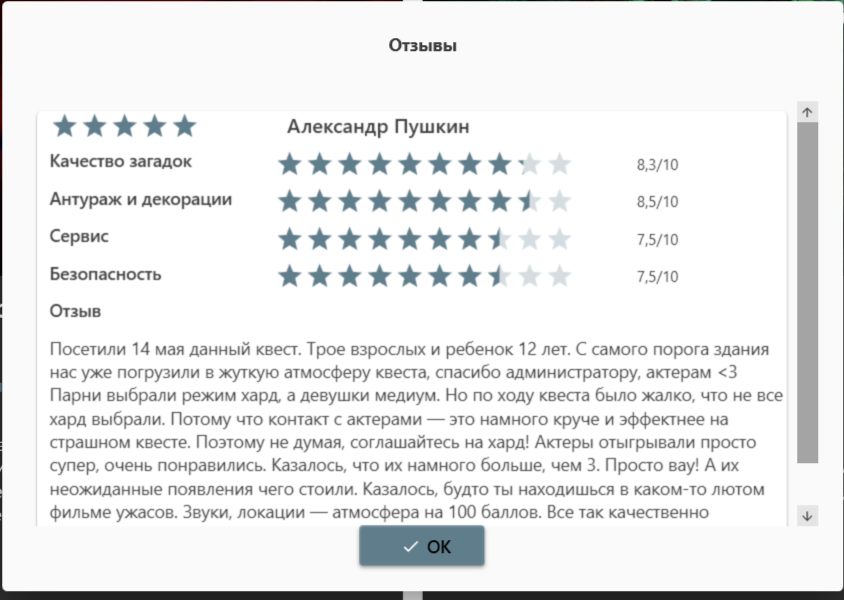 Отзывы
Александр Пушкин
Качество загадок 8,3/10
Антураж и декорации 8,5/10
Сервис 7,5/10
Безопасность 7,5/10
Отзыв
Посетили 14 мая данный квест. Трое взрослых и ребенок 12 лет. С самого порога здания
нас уже погрузили в жуткую атмосферу квеста, спасибо администратору, актерам <3
Парни выбрали режим хард, а девушки медиум. Но по ходу квеста было жалко, что не все
хард выбрали. Потому что контакт с актерами — это намного круче и эффектнее на
страшном квесте. Поэтому не думая, соглашайтесь на хард! Актеры отыгрывали просто
супер, очень понравились. Казалось, что их намного больше, чем 3. Просто вау! А их
неожиданные появления чего стоили. Казалось, будто ты находишься в каком-то лютом
фильме ужасов. Звуки, локации — атмосфера на 100 баллов. Все так качественно
ОК